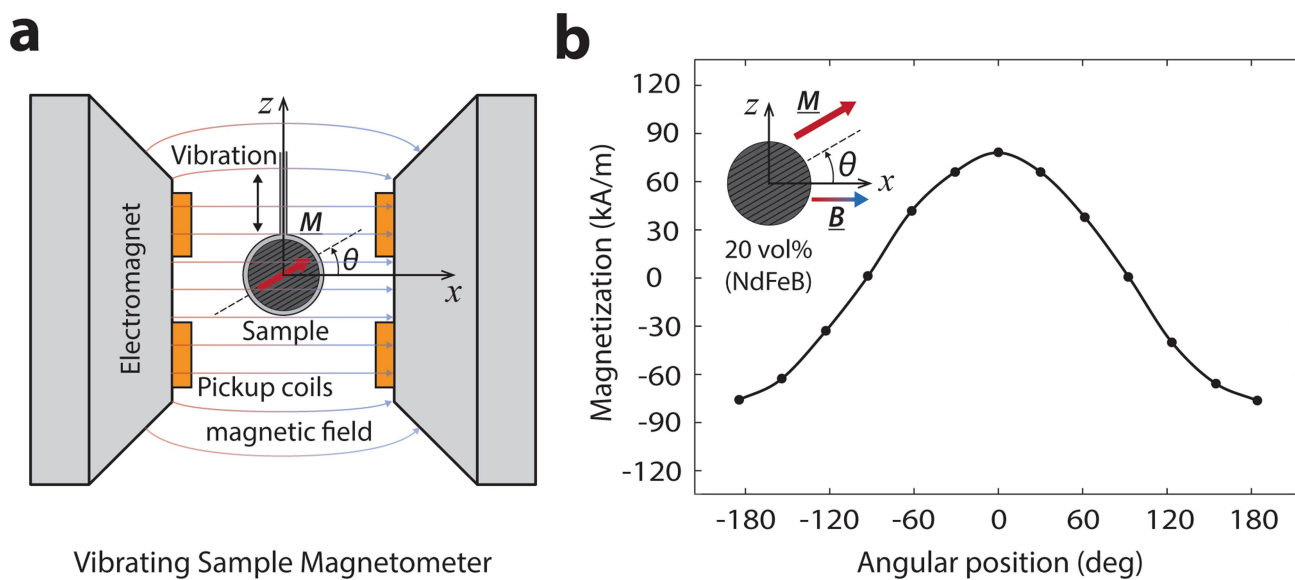 a
z
Vibration
M
θ
x
Electromagnet
Sample
Pickup coils
magnetic field
Vibrating Sample Magnetometer
b
120
90
60
30
0
-30
-60
-90
-120
Magnetization (kA/m)
M
z
θ
x
B
20 vol%
(NdFeB)
-180 -120 -60 0 60 120 180
Angular position (deg)